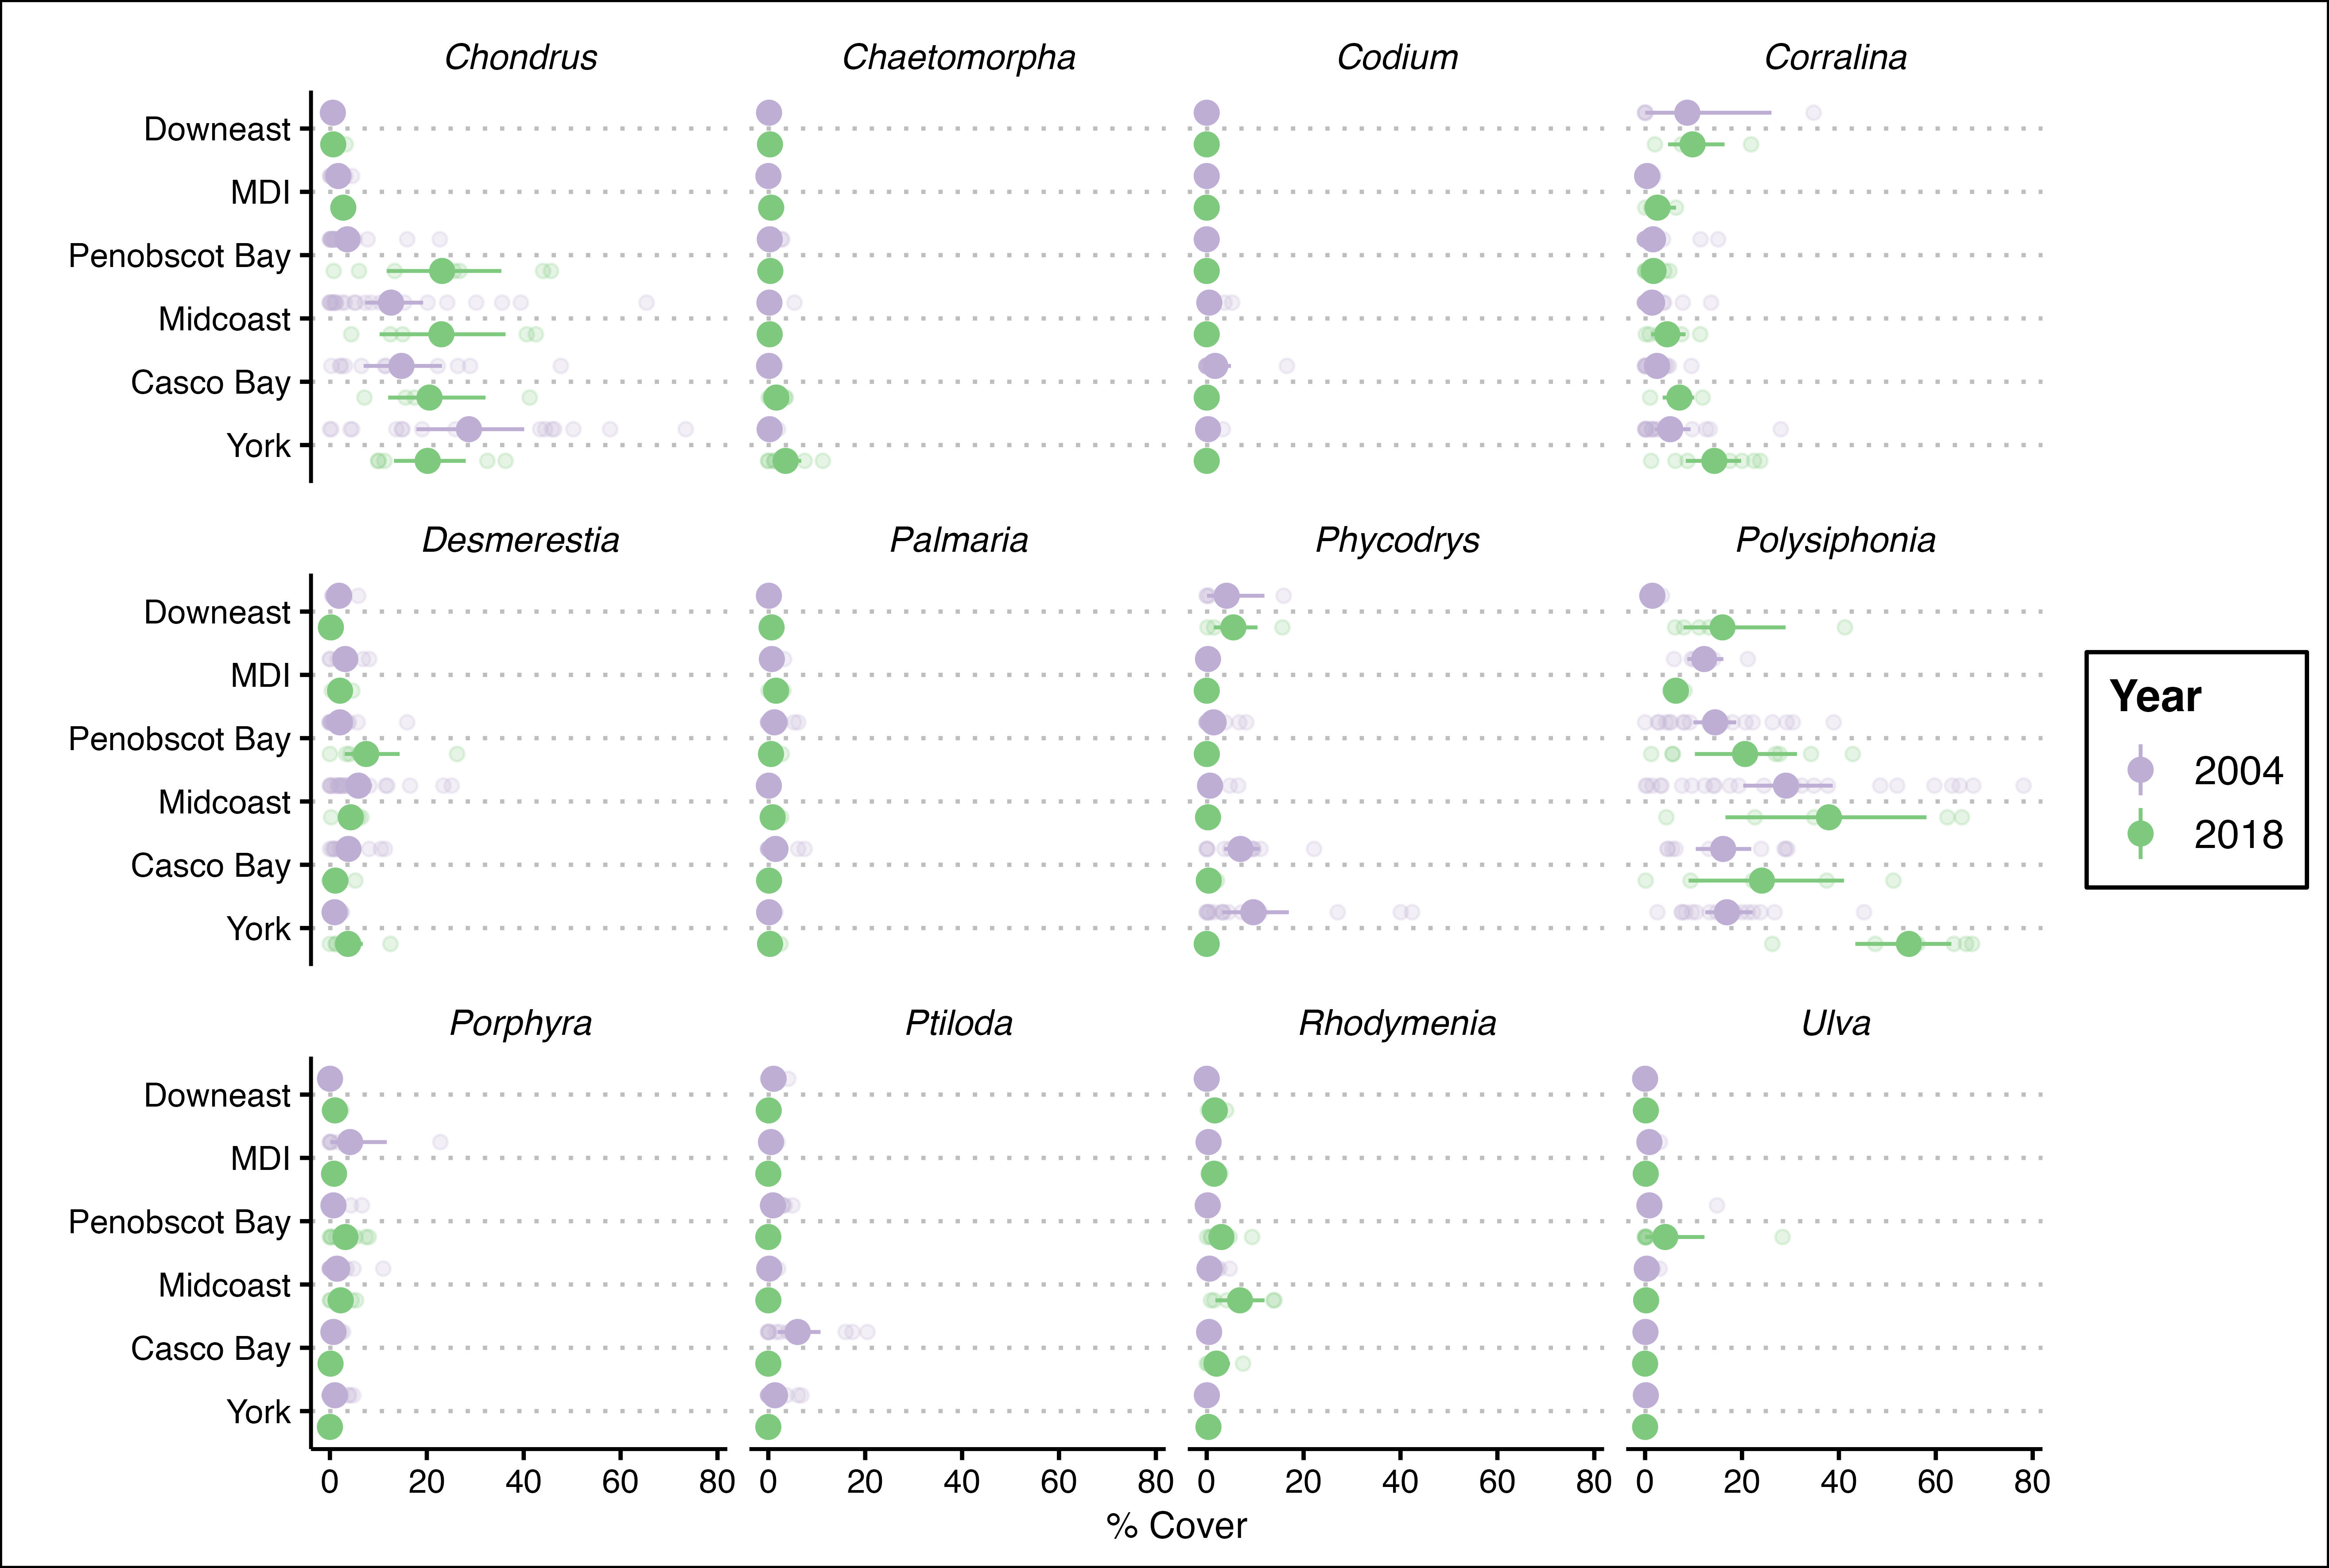 Chondrus Chaetomorpha Codium Corralina
Downeast
MDI
Penobscot Bay
Midcoast
Casco Bay
York
Desmerestia Palmaria Phycodrys Polysiphonia
Downeast
MDI
Penobscot Bay
Midcoast
Casco Bay
York
Year
2004
2018
Porphyra Ptiloda Rhodymenia Ulva
Downeast
MDI
Penobscot Bay
Midcoast
Casco Bay
York
0 20 40 60 80 0 20 40 60 80 0 20 40 60 80 0 20 40 60 80
% Cover